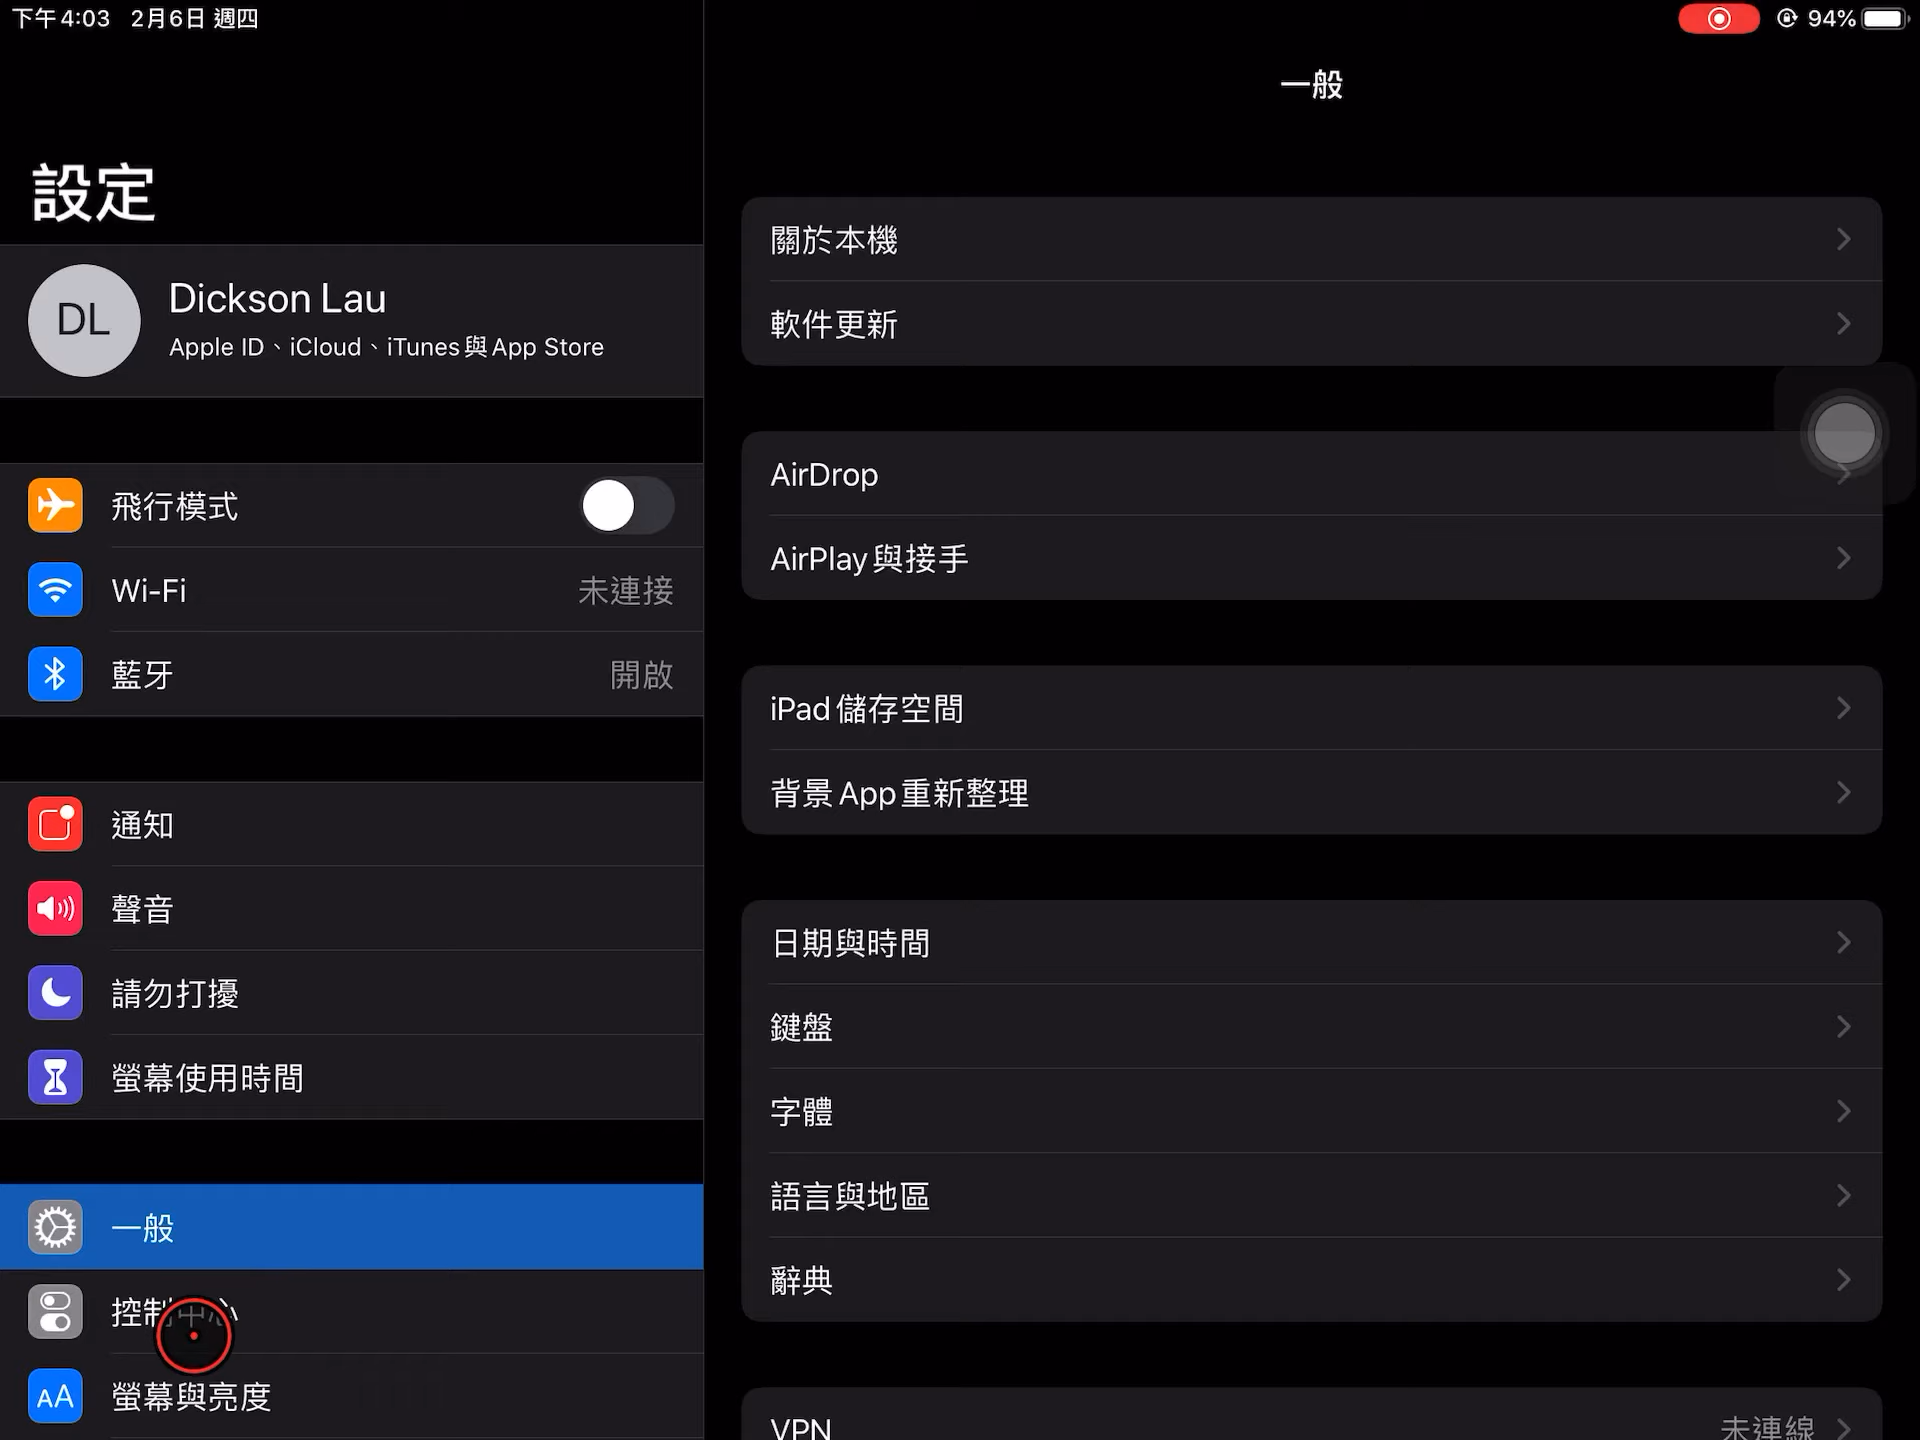 下午4:03 2月6日 週四
94%
設定
DL
Dickson Lau
Apple ID、iCloud、iTunes與App Store
飛行模式
Wi-Fi 未連接
藍牙 開啟
通知
聲音
請勿打擾
螢幕使用時間
一般
控制中心
AA 螢幕與亮度
一般
關於本機
軟件更新
AirDrop
AirPlay與接手
iPad儲存空間
背景App重新整理
日期與時間
鍵盤
字體
語言與地區
辭典
VPN 未連線